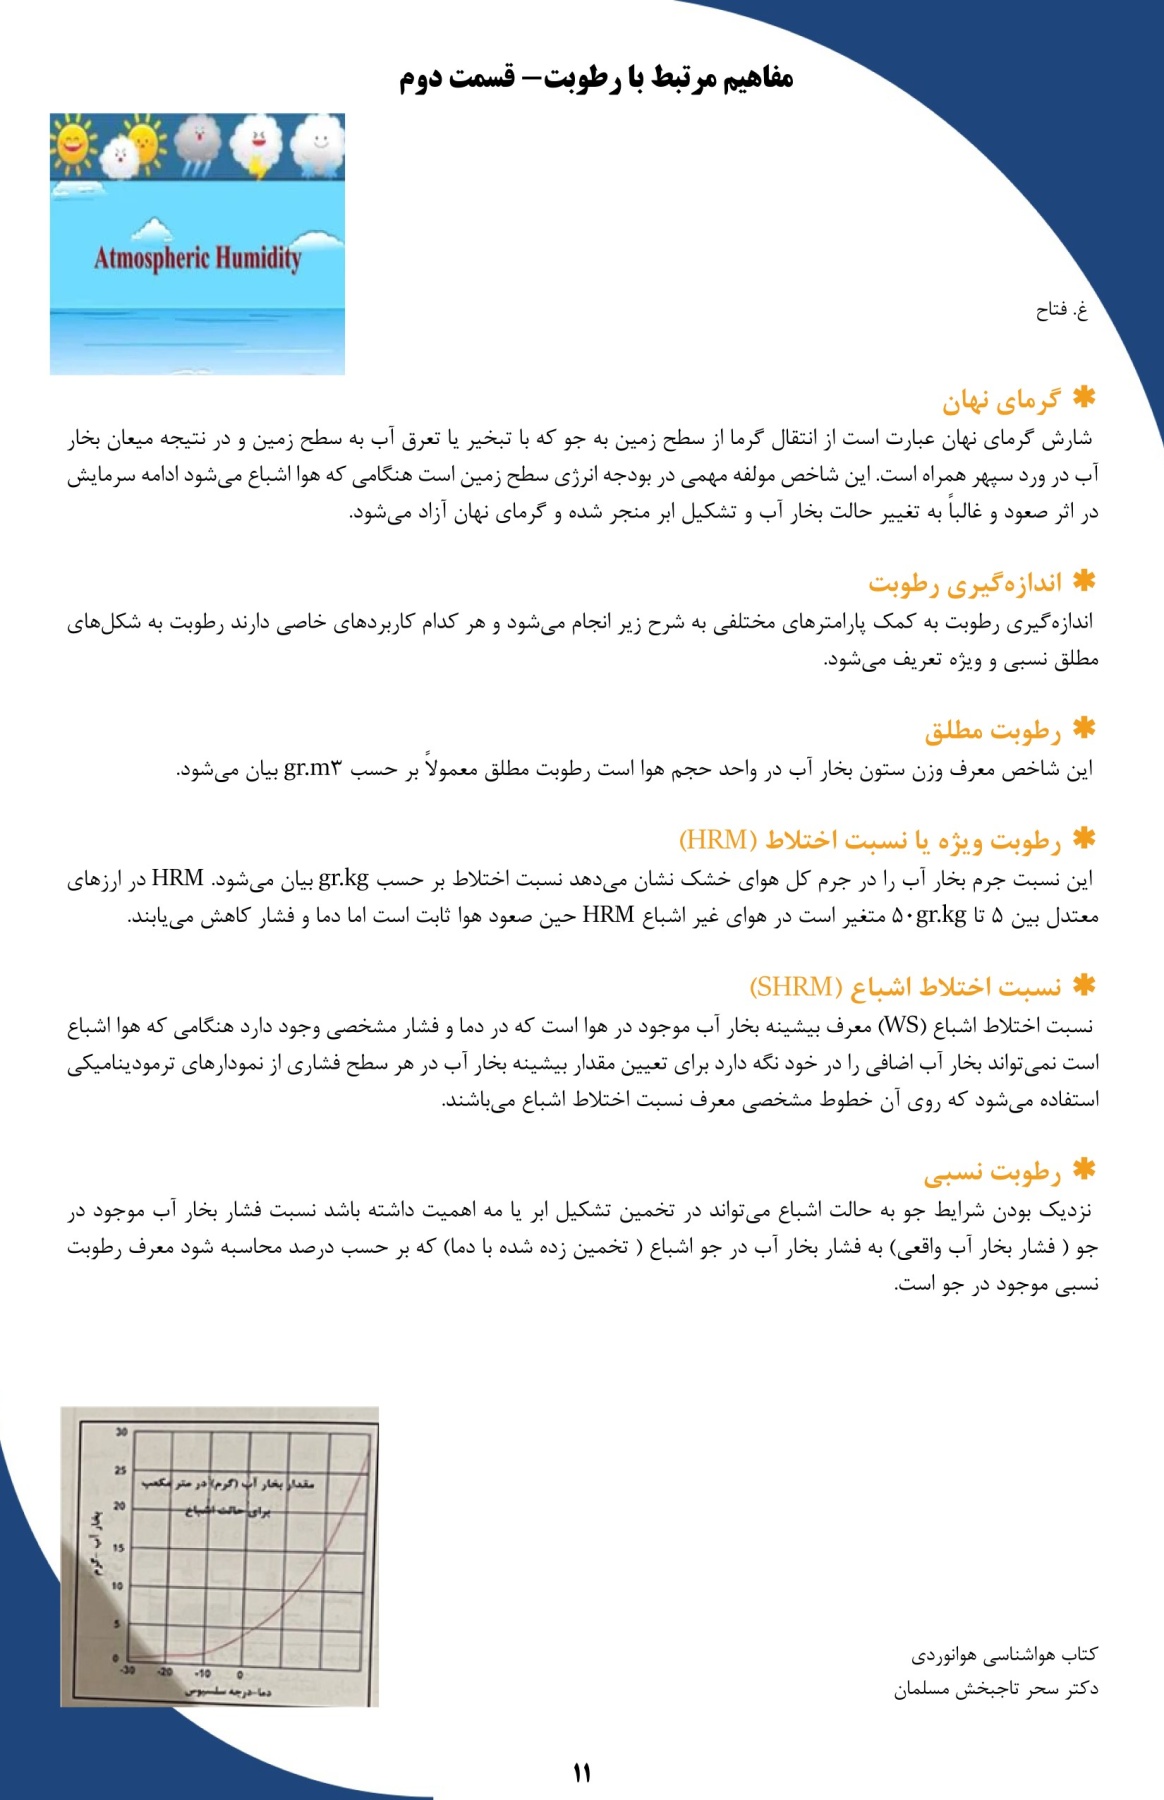 مفاهیم مرتبط با رطوبت- قسمت دوم
Atmospheric Humidity
غ. فتاح
✱ گرمای نهان
شارش گرمای نهان عبارت است از انتقال گرما از سطح زمین به جو که با تبخیر یا تعرق آب به سطح زمین و در نتیجه میعان بخار
آب در ورد سپهر همراه است. این شاخص مولفه مهمی در بودجه انرژی سطح زمین است هنگامی که هوا اشباع می‌شود ادامه سرمایش
در اثر صعود و غالباً به تغییر حالت بخار آب و تشکیل ابر منجر شده و گرمای نهان آزاد می‌شود.
✱ اندازه‌گیری رطوبت
اندازه‌گیری رطوبت به کمک پارامترهای مختلفی به شرح زیر انجام می‌شود و هر کدام کاربردهای خاصی دارند رطوبت به شکل‌های
مطلق نسبی و ویژه تعریف می‌شود.
✱ رطوبت مطلق
این شاخص معرف وزن ستون بخار آب در واحد حجم هوا است رطوبت مطلق معمولاً بر حسب gr.m۳ بیان می‌شود.
✱ رطوبت ویژه یا نسبت اختلاط (HRM)
این نسبت جرم بخار آب را در جرم کل هوای خشک نشان می‌دهد نسبت اختلاط بر حسب gr.kg بیان می‌شود. HRM در ارزهای
معتدل بین ۵ تا ۵۰gr.kg متغیر است در هوای غیر اشباع HRM حین صعود هوا ثابت است اما دما و فشار کاهش می‌یابند.
✱ نسبت اختلاط اشباع (SHRM)
نسبت اختلاط اشباع (WS) معرف بیشینه بخار آب موجود در هوا است که در دما و فشار مشخصی وجود دارد هنگامی که هوا اشباع
است نمی‌تواند بخار آب اضافی را در خود نگه دارد برای تعیین مقدار بیشینه بخار آب در هر سطح فشاری از نمودارهای ترمودینامیکی
استفاده می‌شود که روی آن خطوط مشخصی معرف نسبت اختلاط اشباع می‌باشند.
✱ رطوبت نسبی
نزدیک بودن شرایط جو به حالت اشباع می‌تواند در تخمین تشکیل ابر یا مه اهمیت داشته باشد نسبت فشار بخار آب موجود در
جو ( فشار بخار آب واقعی) به فشار بخار آب در جو اشباع ( تخمین زده شده با دما) که بر حسب درصد محاسبه شود معرف رطوبت
نسبی موجود در جو است.
مقدار بخار آب (گرم) در متر مکعب
برای حالت اشباع
بخار آب -گرم
30
25
20
15
10
5
0
-30 -20 -10 0
دما-درجه سلسیوس
کتاب هواشناسی هوانوردی
دکتر سحر تاجبخش مسلمان
۱۱